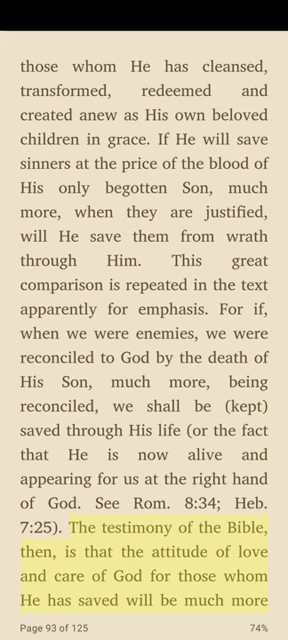 those whom He has cleansed,
transformed, redeemed and
created anew as His own beloved
children in grace. If He will save
sinners at the price of the blood of
His only begotten Son, much
more, when they are justified,
will He save them from wrath
through Him. This great
comparison is repeated in the text
apparently for emphasis. For if,
when we were enemies, we were
reconciled to God by the death of
His Son, much more, being
reconciled, we shall be (kept)
saved through His life (or the fact
that He is now alive and
appearing for us at the right hand
of God. See Rom. 8:34; Heb.
7:25). The testimony of the Bible,
then, is that the attitude of love
and care of God for those whom
He has saved will be much more
Page 93 of 125 74%